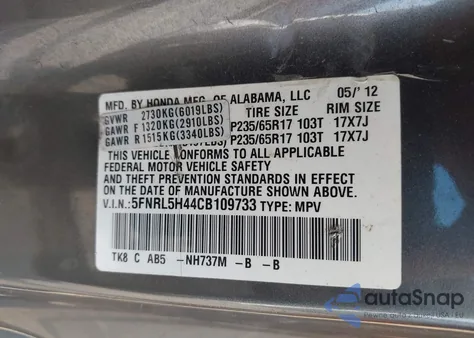 MFD. BY HONDA MFG. OF ALABAMA, LLC 05/'12
GVWR 2730KG(6019LBS) TIRE SIZE RIM SIZE
GAWR F 1320KG(2910LBS) P235/65R17 103T 17X7J
GAWR R 1515KG(3340LBS) P235/65R17 103T 17X7J
THIS VEHICLE CONFORMS TO ALL APPLICABLE
FEDERAL MOTOR VEHICLE SAFETY
AND THEFT PREVENTION STANDARDS IN EFFECT
ON THE DATE OF MANUFACTURE SHOWN ABOVE.
V.I.N.: 5FNRL5H44CB109733 TYPE: MPV
TK8 C AB5 -NH737M -B -B
autoSnap